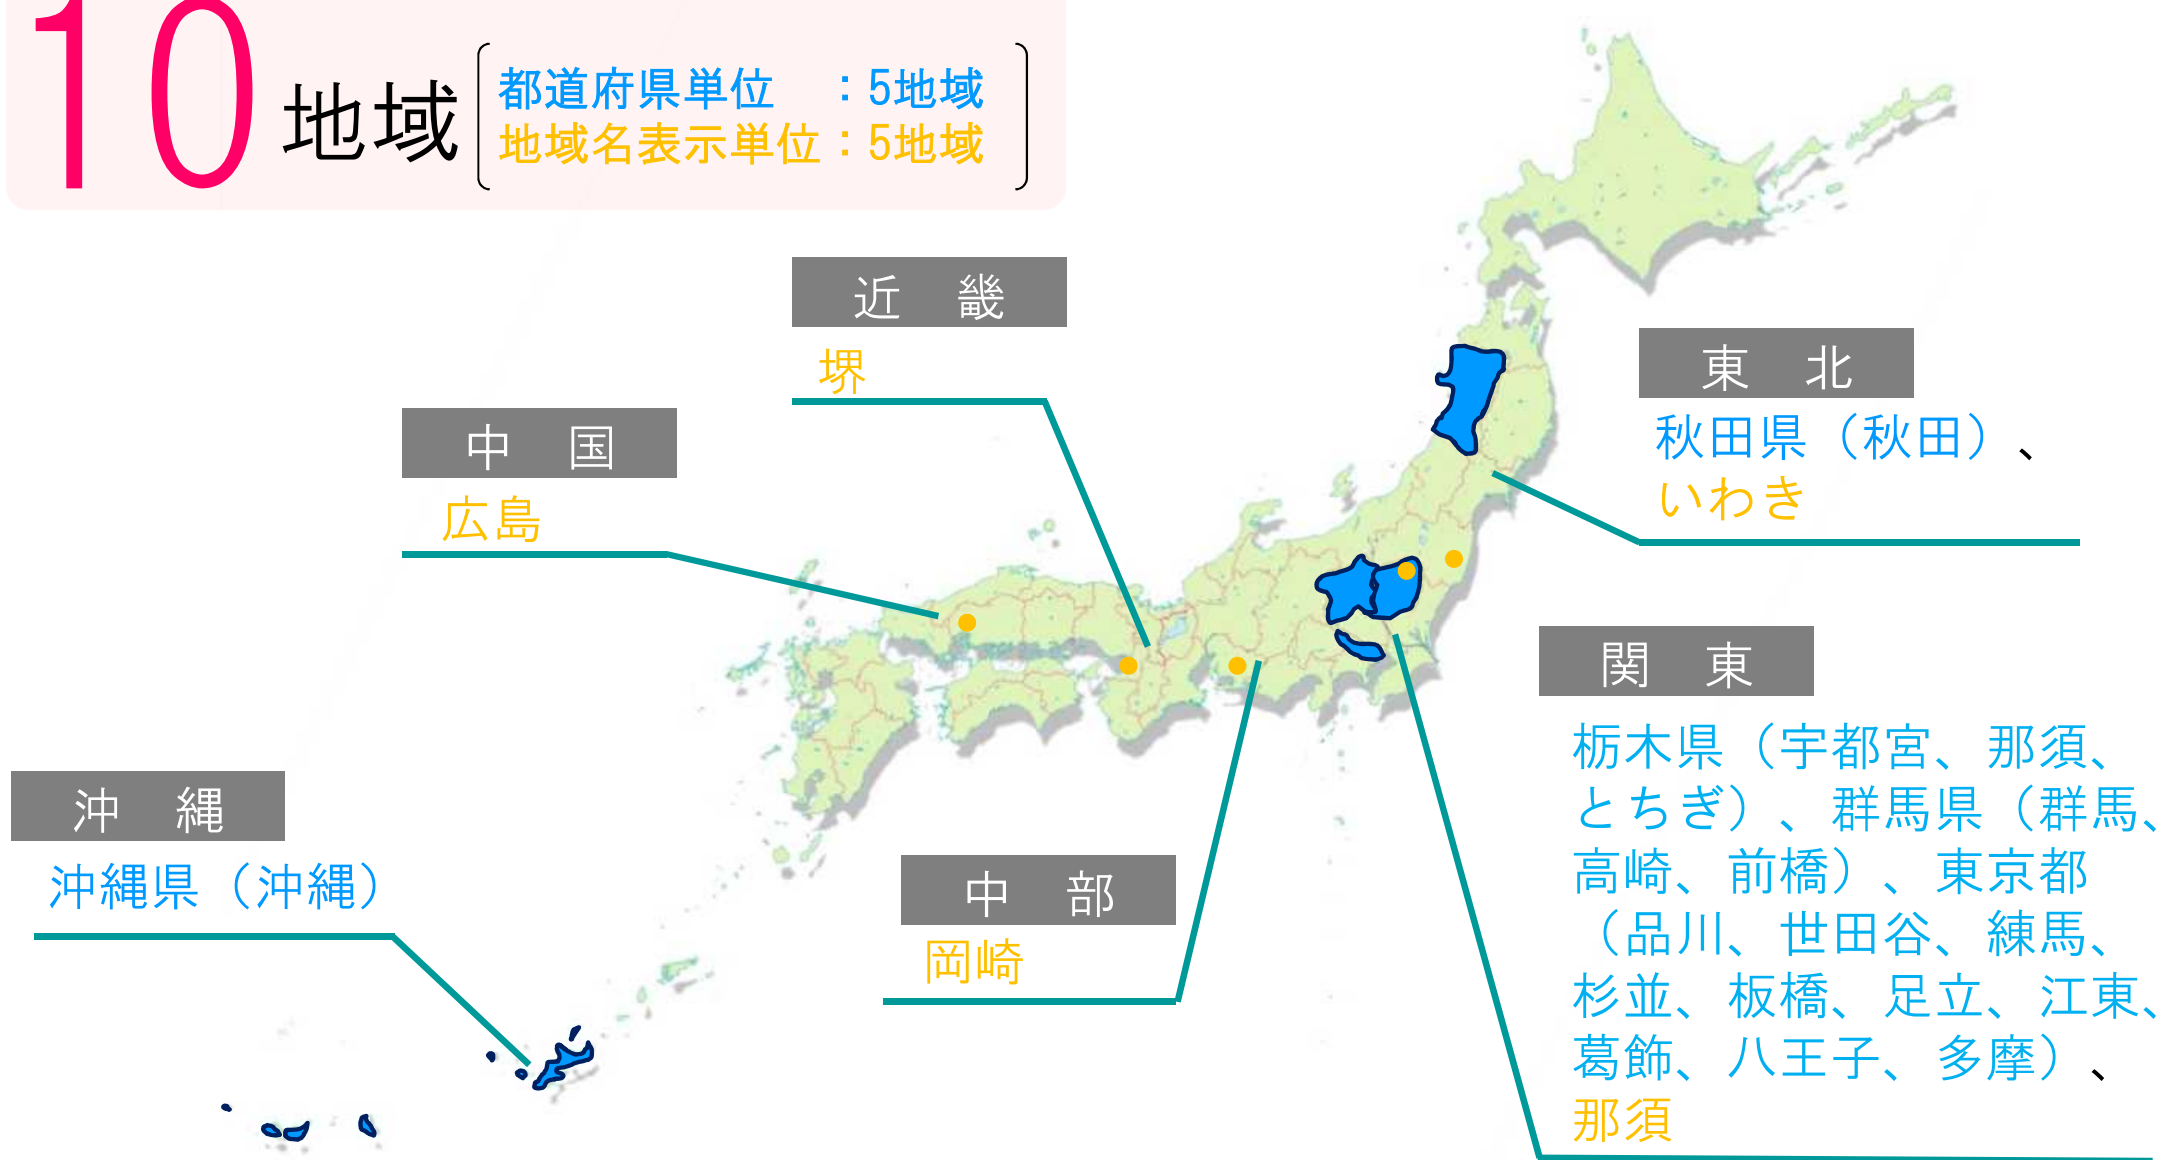 10地域
都道府県単位　：5地域
地域名表示単位：5地域
近　畿
堺
中　国
広島
東　北
秋田県（秋田）、
いわき
関　東
栃木県（宇都宮、那須、
とちぎ）、群馬県（群馬、
高崎、前橋）、東京都
（品川、世田谷、練馬、
杉並、板橋、足立、江東、
葛飾、八王子、多摩）、
那須
沖　縄
沖縄県（沖縄）
中　部
岡崎